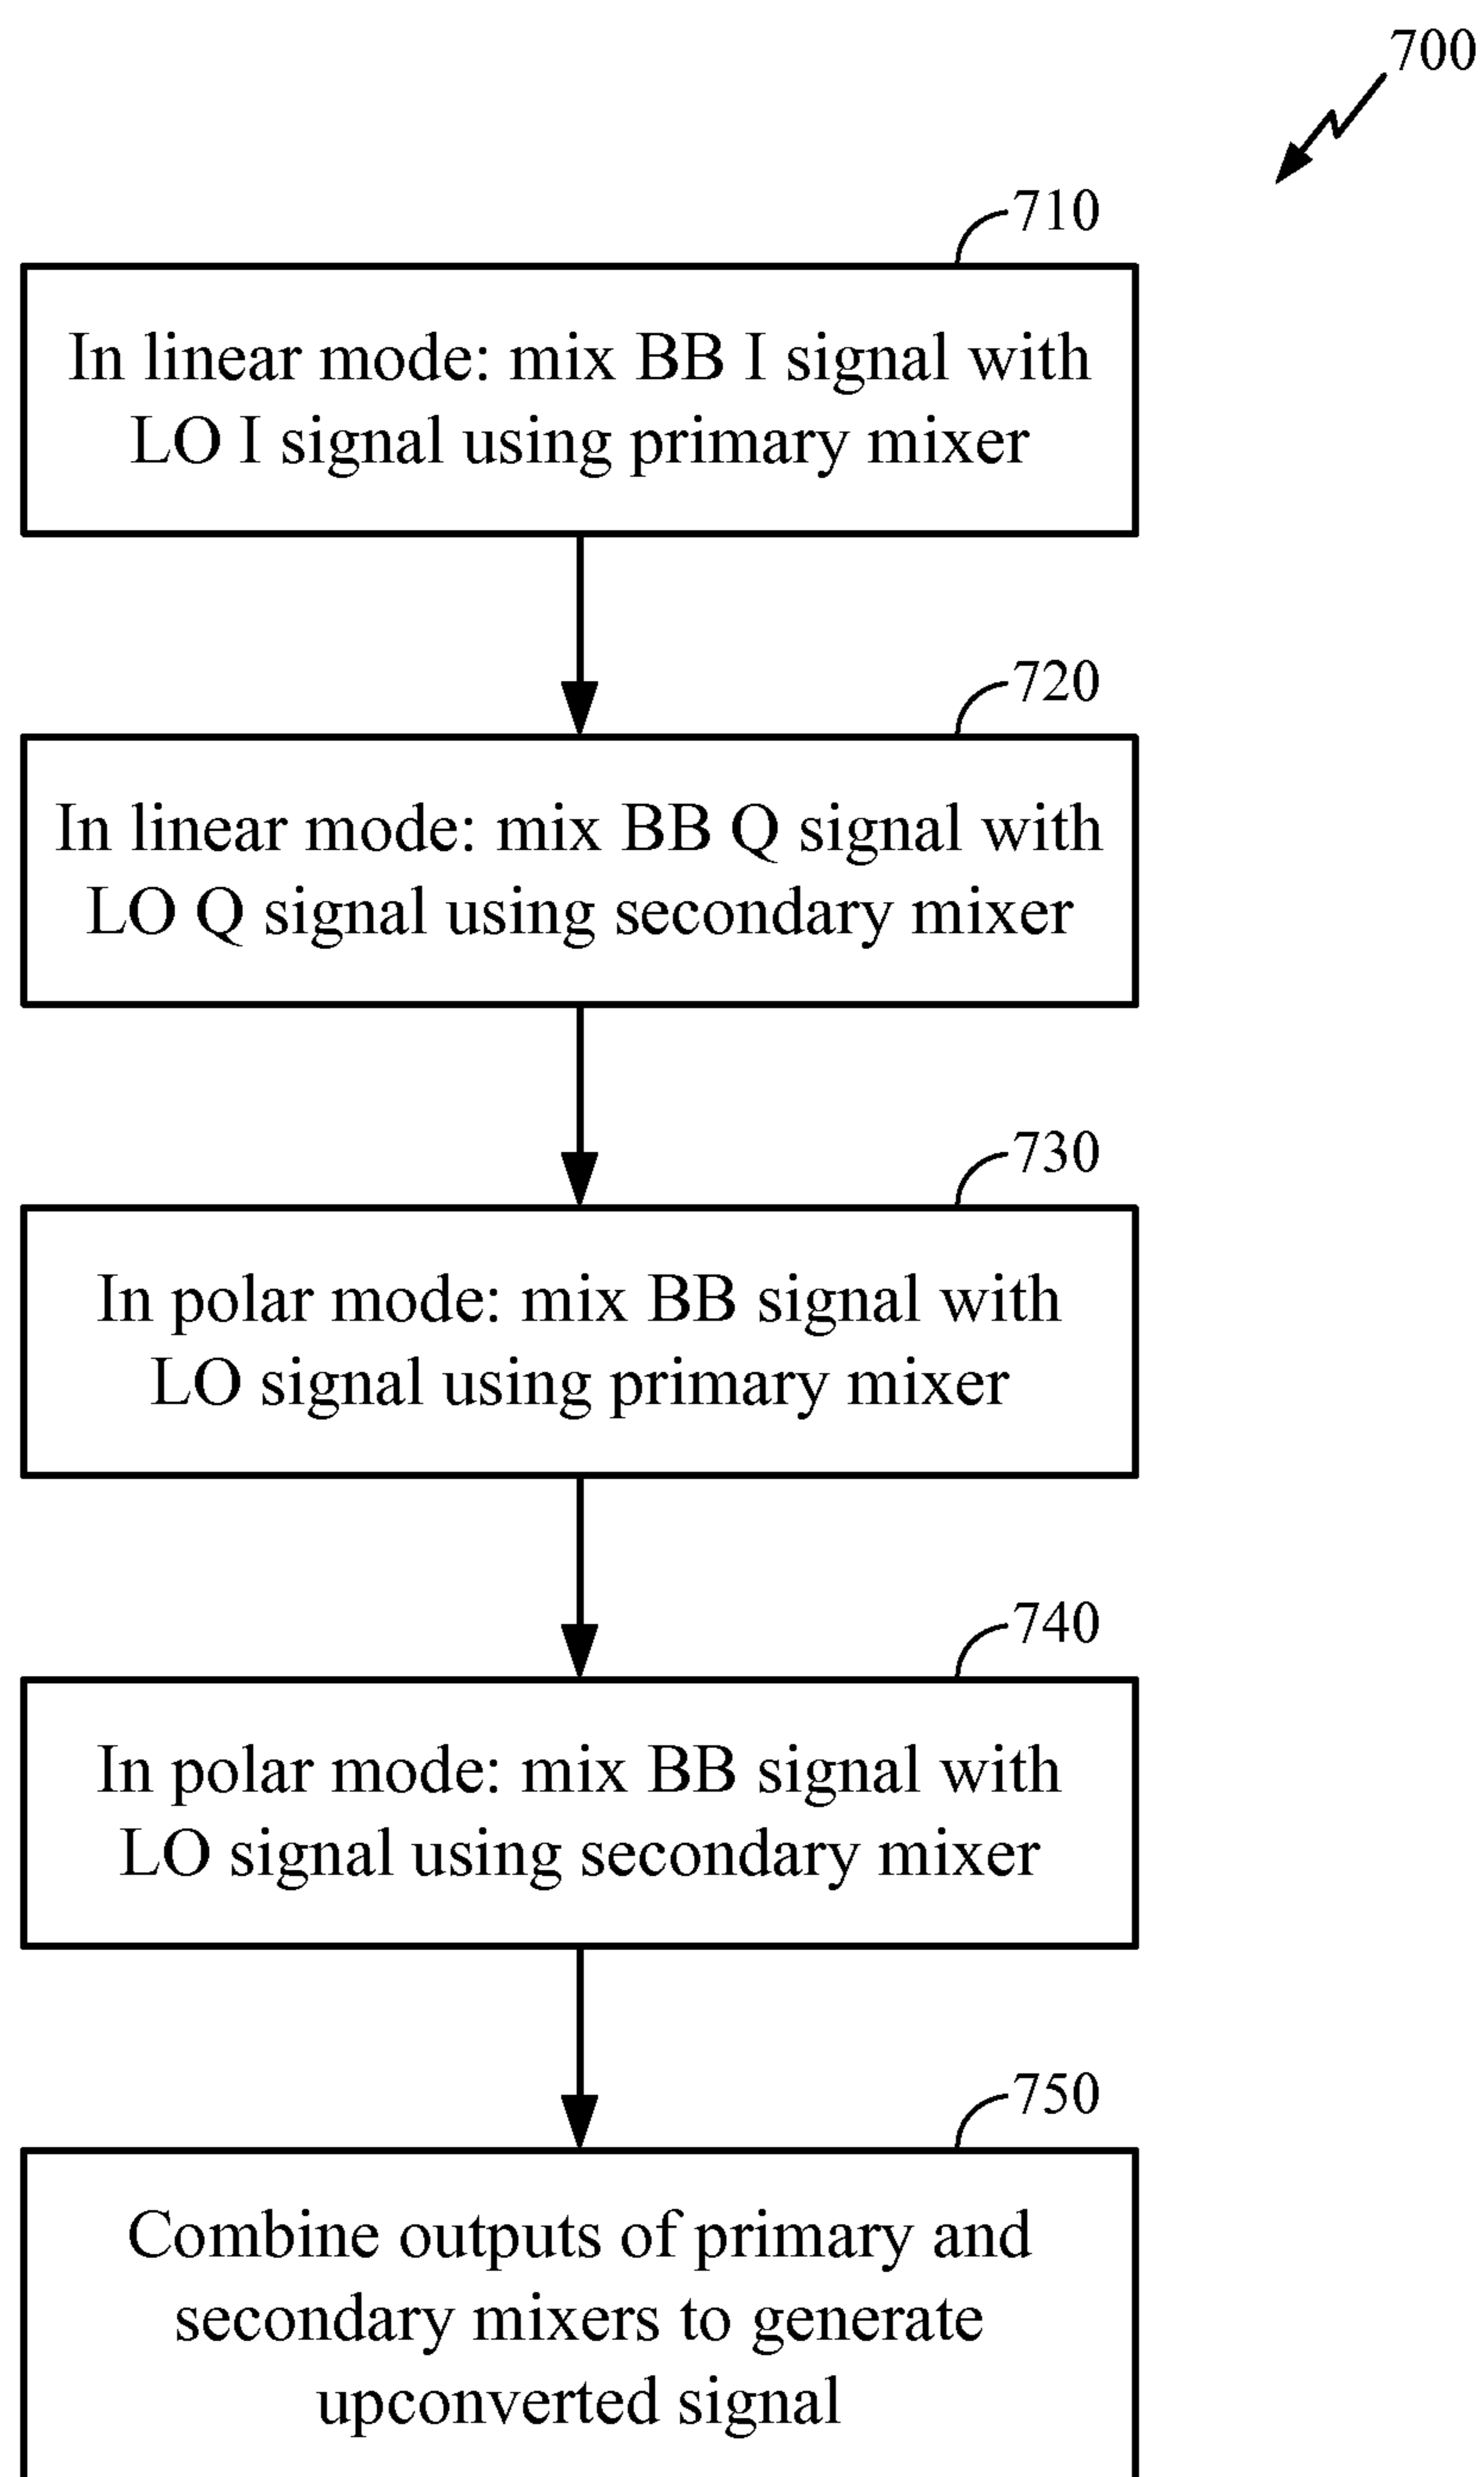 700
710
In linear mode: mix BB I signal with
LO I signal using primary mixer
720
In linear mode: mix BB Q signal with
LO Q signal using secondary mixer
730
In polar mode: mix BB signal with
LO signal using primary mixer
740
In polar mode: mix BB signal with
LO signal using secondary mixer
750
Combine outputs of primary and
secondary mixers to generate
upconverted signal